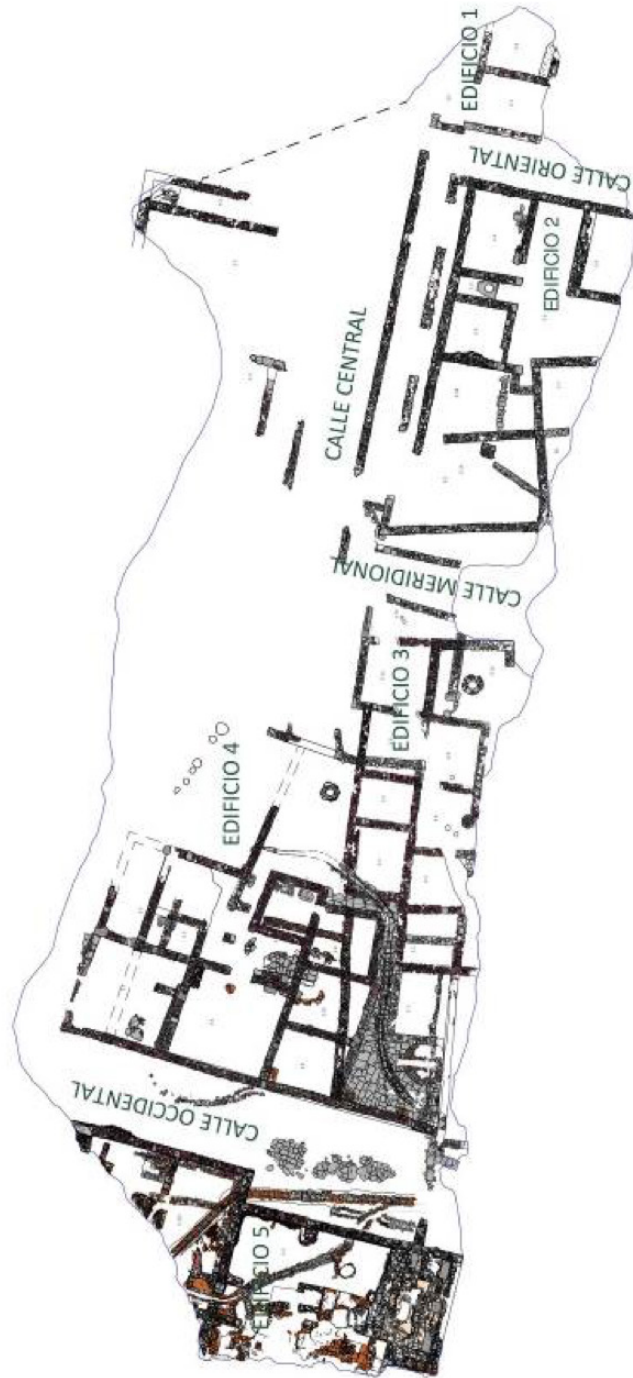 EDIFICIO 1
CALLE ORIENTAL
EDIFICIO 2
CALLE CENTRAL
CALLE MERIDIONAL
EDIFICIO 3
EDIFICIO 4
CALLE OCCIDENTAL
EDIFICIO 5